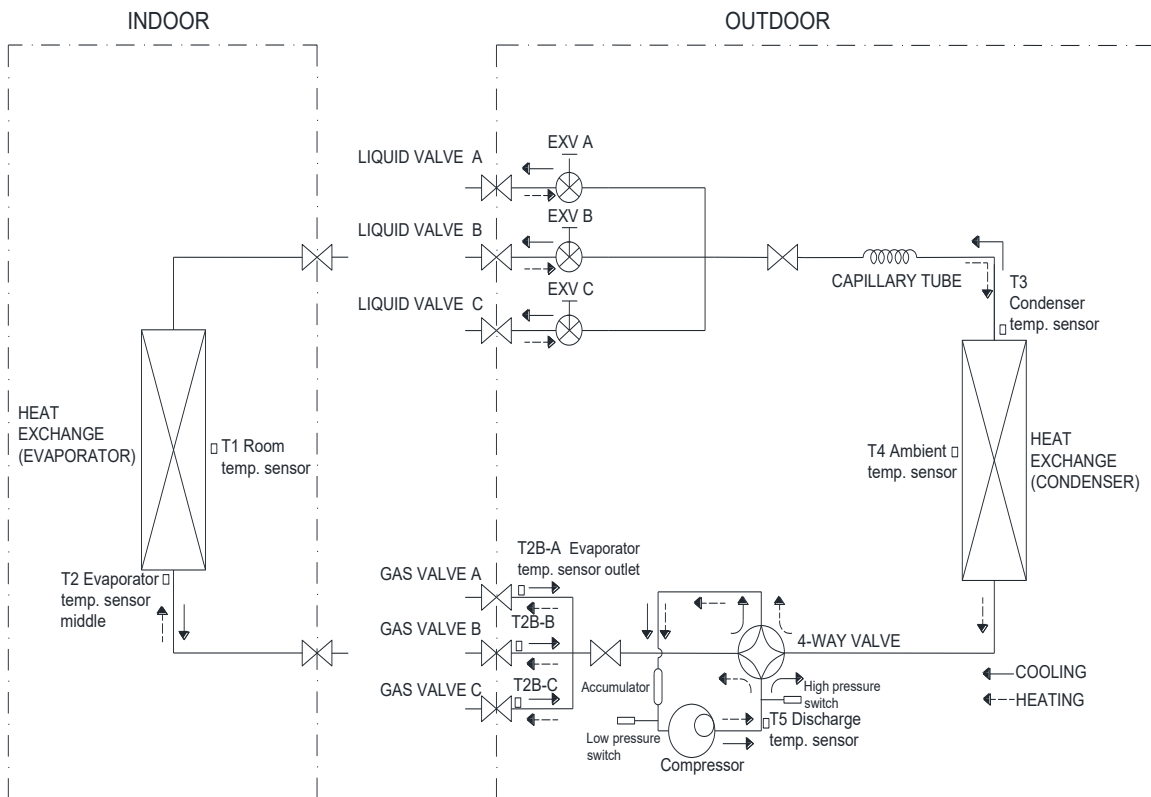 INDOOR
OUTDOOR
EXV A
LIQUID VALVE A
EXV B
LIQUID VALVE B
CAPILLARY TUBE
T3
Condenser
temp. sensor
EXV C
LIQUID VALVE C
HEAT
EXCHANGE
(EVAPORATOR)
T1 Room
temp. sensor
T4 Ambient
temp. sensor
HEAT
EXCHANGE
(CONDENSER)
T2 Evaporator
temp. sensor
middle
T2B-A Evaporator
temp. sensor outlet
GAS VALVE A
T2B-B
GAS VALVE B
4-WAY VALVE
T2B-C
GAS VALVE C
Accumulator
High pressure
switch
COOLING
HEATING
Low pressure
switch
T5 Discharge
temp. sensor
Compressor